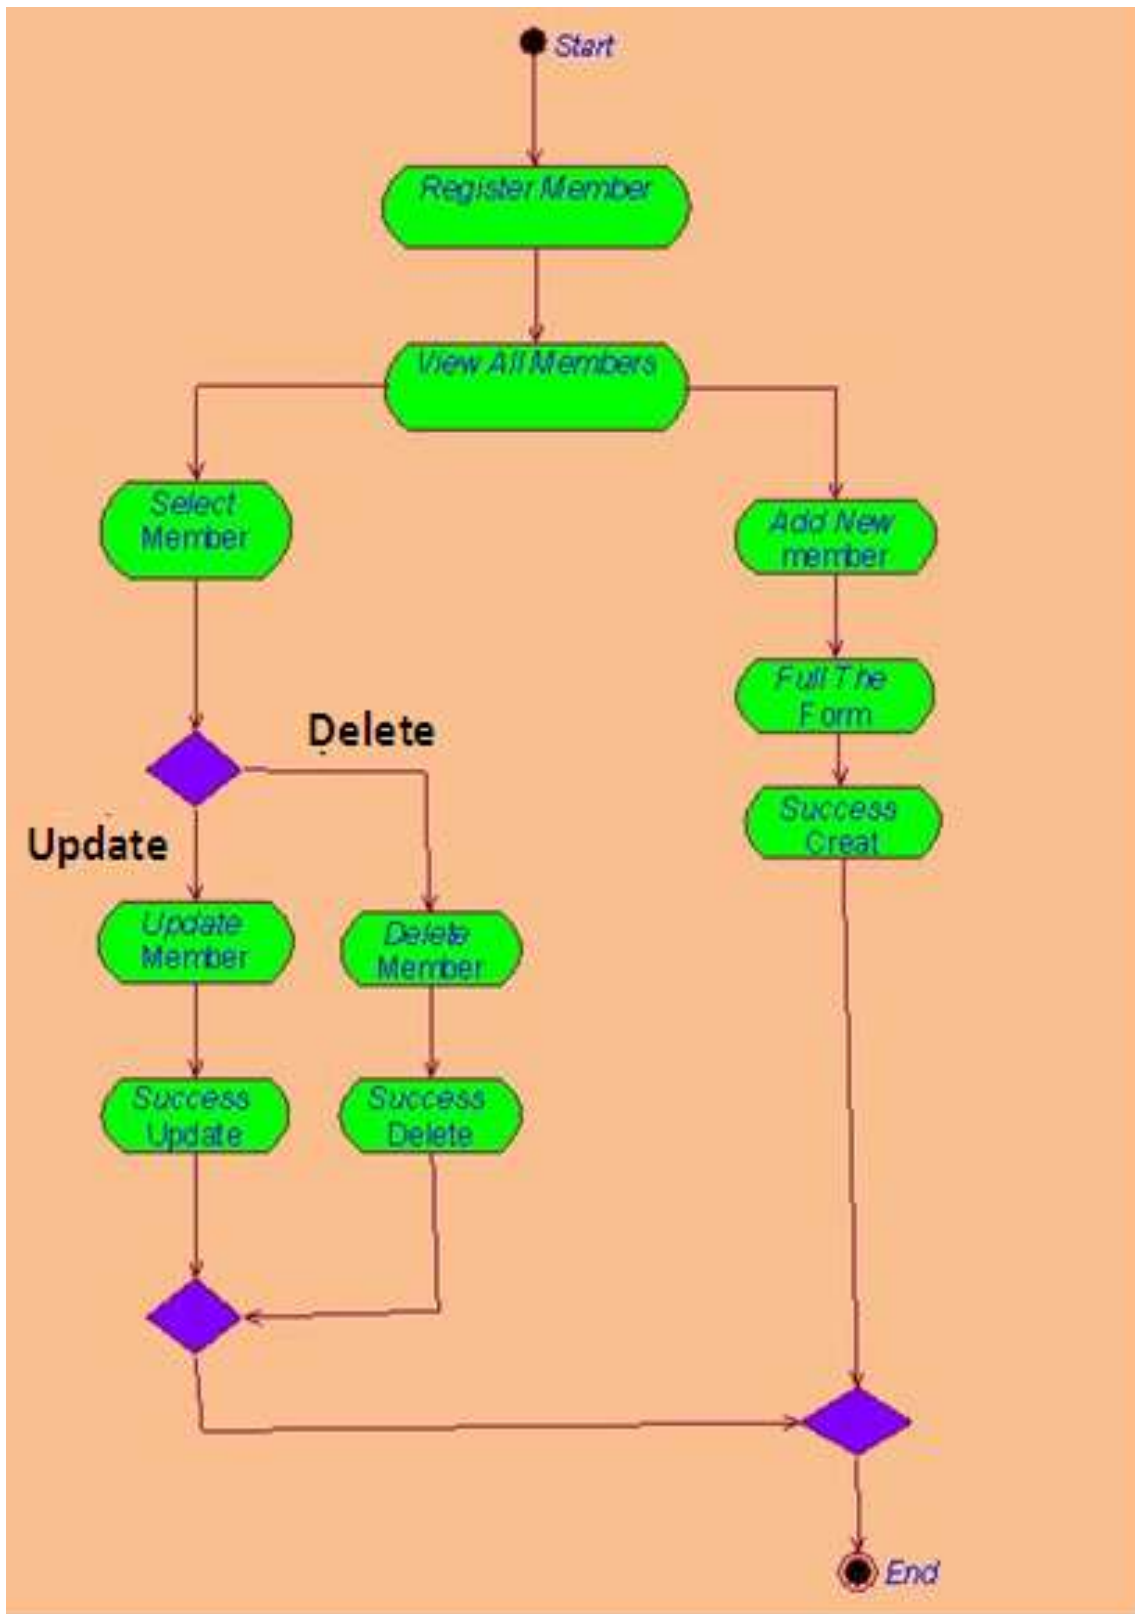 Start
Register Member
View All Members
Select
Member
Add New
member
Full The
Form
Delete
Success
Creat
Update
Update
Member
Delete
Member
Success
Update
Success
Delete
End